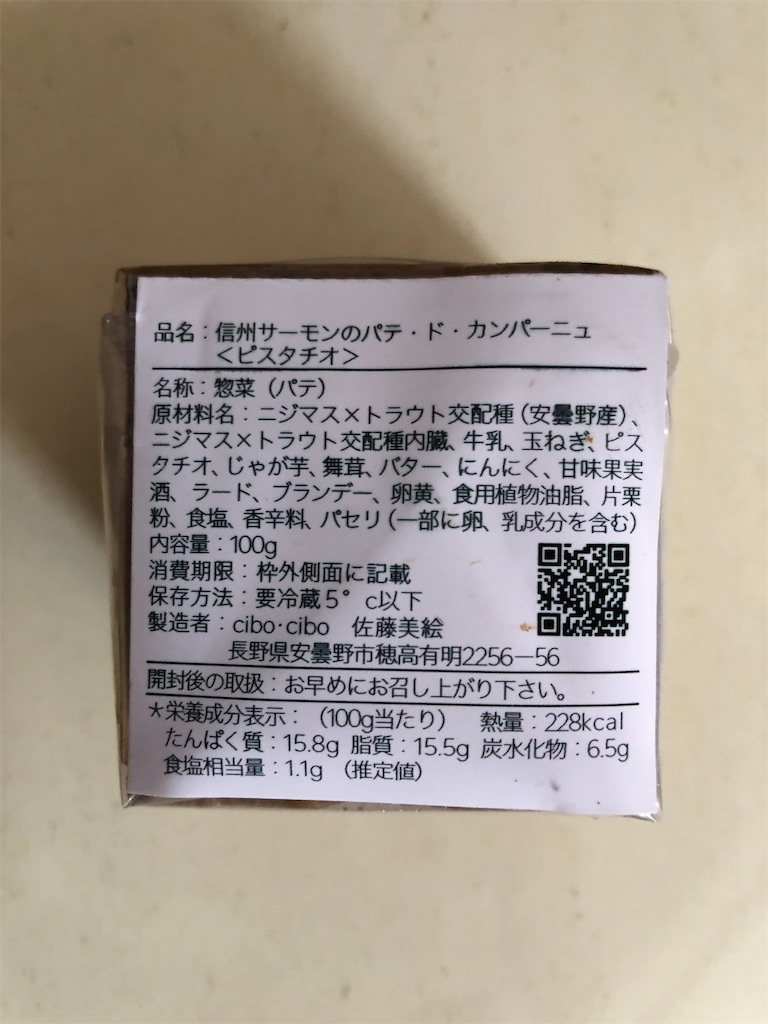 品名：信州サーモンのパテ・ド・カンパーニュ
＜ピスタチオ＞
名称：惣菜（パテ）
原材料名：ニジマス×トラウト交配種（安曇野産）、
ニジマス×トラウト交配種内臓、牛乳、玉ねぎ、ピス
タチオ、じゃが芋、舞茸、バター、にんにく、甘味果実
酒、ラード、ブランデー、卵黄、食用植物油脂、片栗
粉、食塩、香辛料、パセリ（一部に卵、乳成分を含む）
内容量：100g
消費期限：枠外側面に記載
保存方法：要冷蔵5°c以下
製造者：cibo・cibo　佐藤美絵
長野県安曇野市穂高有明2256－56
開封後の取扱：お早めにお召し上がり下さい。
＊栄養成分表示：（100g当たり）　熱量：228kcal
たんぱく質：15.8g 脂質：15.5g 炭水化物：6.5g
食塩相当量：1.1g　（推定値）